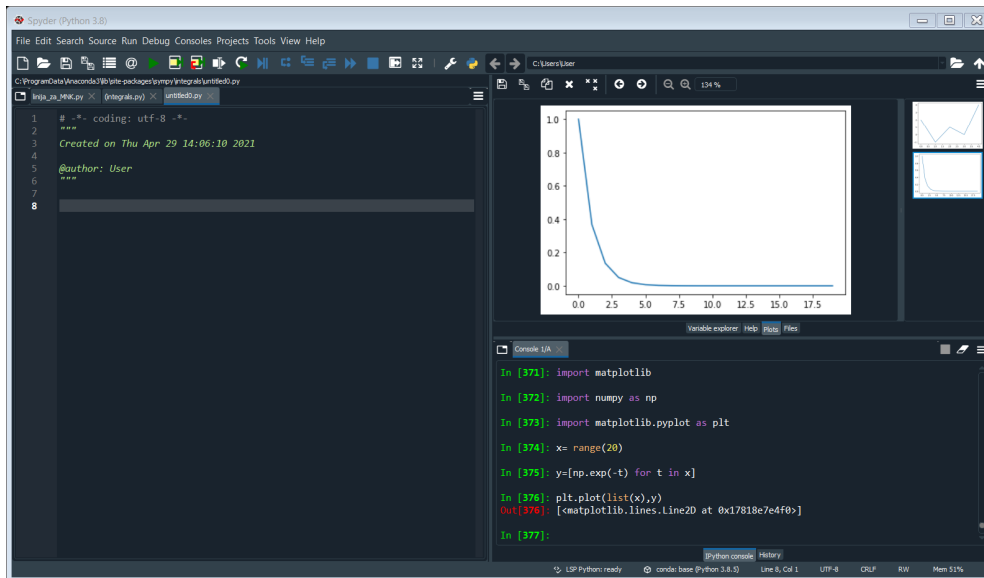 Spyder (Python 3.8)
File Edit Search Source Run Debug Consoles Projects Tools View Help
C:\Users\User
C:\ProgramData\Anaconda3\lib\site-packages\sympy\integrals\untitled0.py
linija_za_MNK.py (integrals.py) untitled0.py
1 # -*- coding: utf-8 -*-
2 """
3 Created on Thu Apr 29 14:06:10 2021
4
5 @author: User
6 """
7
8
134 %
1.0
0.8
0.6
0.4
0.2
0.0
0.0 2.5 5.0 7.5 10.0 12.5 15.0 17.5
Variable explorer Help Plots Files
Console 1/A
In [371]: import matplotlib
In [372]: import numpy as np
In [373]: import matplotlib.pyplot as plt
In [374]: x= range(20)
In [375]: y=[np.exp(-t) for t in x]
In [376]: plt.plot(list(x),y)
Out[376]: [<matplotlib.lines.Line2D at 0x17818e7e4f0>]
In [377]:
IPython console History
LSP Python: ready conda: base (Python 3.8.5) Line 8, Col 1 UTF-8 CRLF RW Mem 51%